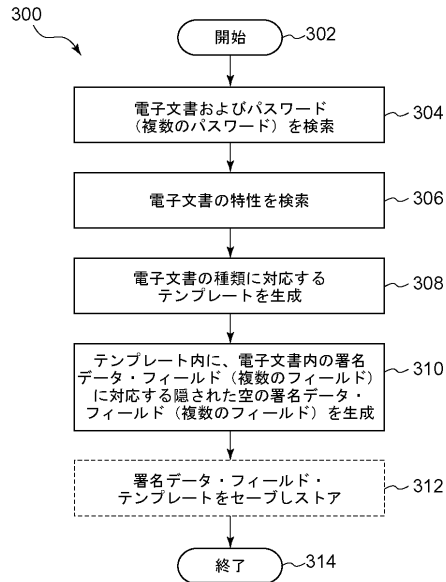 300
開始
302
電子文書およびパスワード
(複数のパスワード)を検索
304
電子文書の特性を検索
306
電子文書の種類に対応する
テンプレートを生成
308
テンプレート内に、電子文書内の署名
データ・フィールド(複数のフィールド)
に対応する隠された空の署名データ・
フィールド(複数のフィールド)を生成
310
署名データ・フィールド・
テンプレートをセーブしストア
312
終了
314